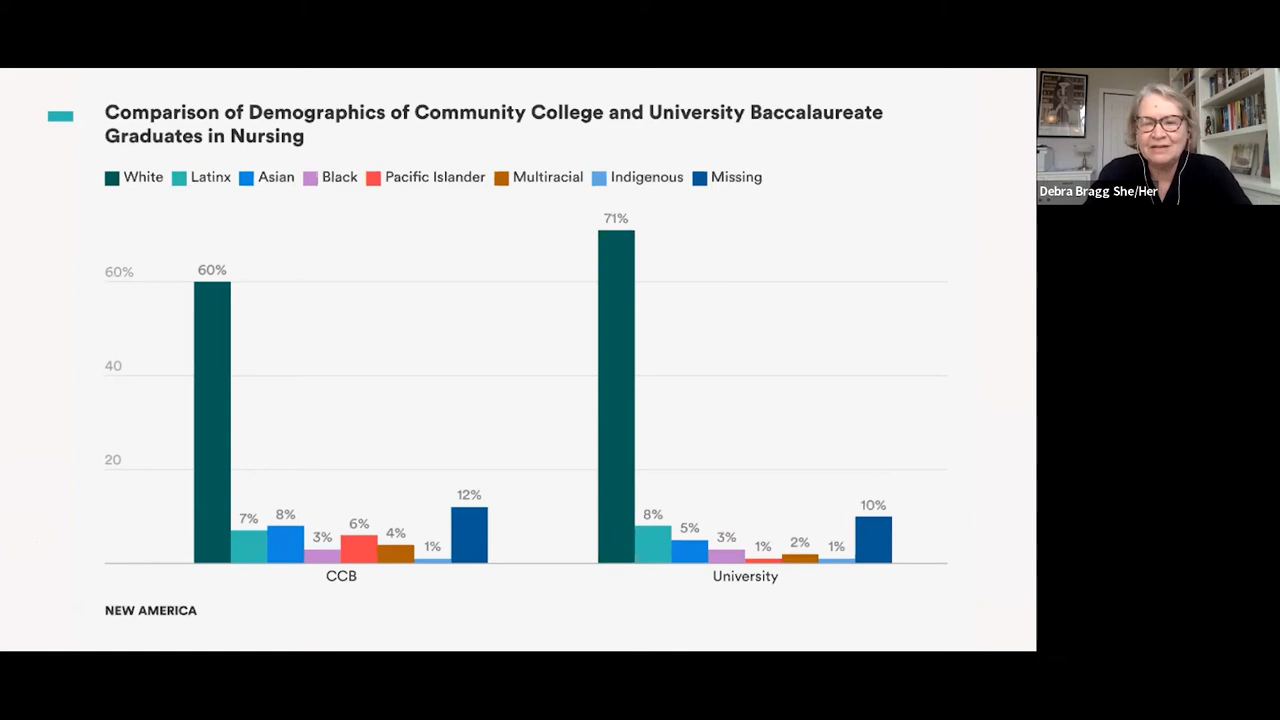 Comparison of Demographics of Community College and University Baccalaureate
Graduates in Nursing
White Latinx Asian Black Pacific Islander Multiracial Indigenous Missing
71%
60% 60%
40
20
7% 8% 3% 6% 4% 1% 12%
8% 5% 3% 1% 2% 1% 10%
CCB University
NEW AMERICA
Debra Bragg She/Her